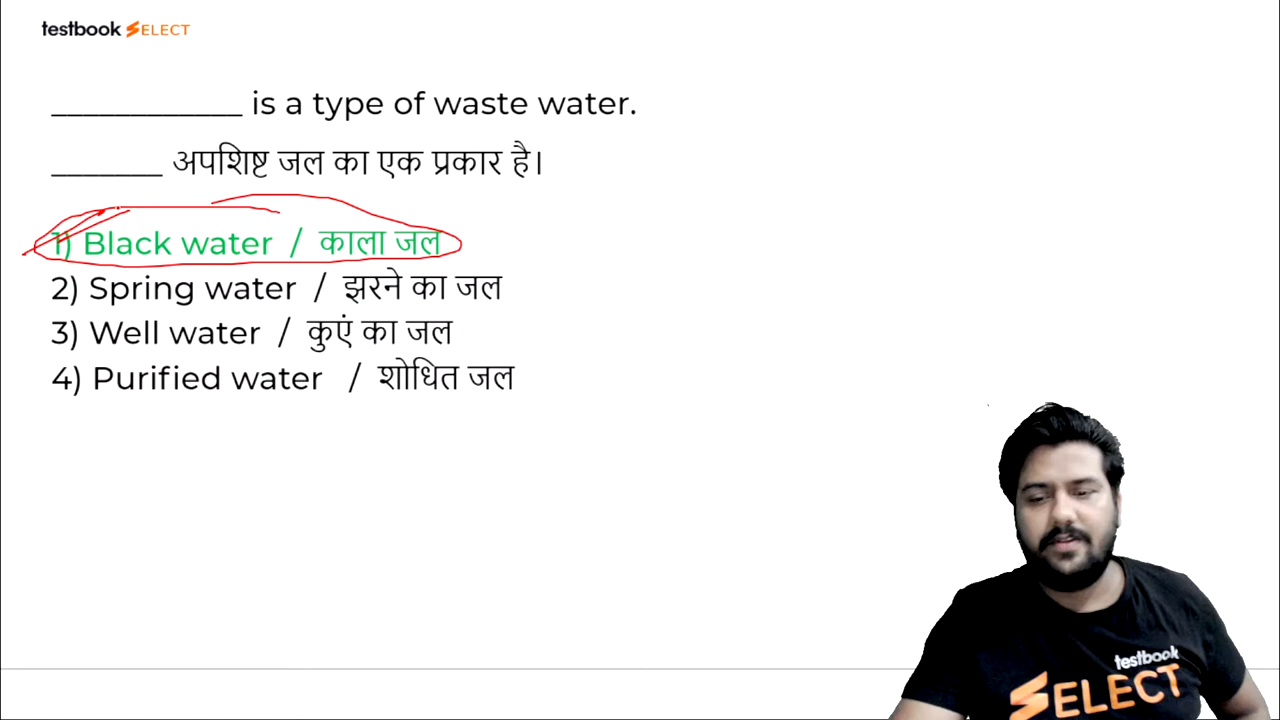 testbook SELECT
____________ is a type of waste water.
_______ अपशिष्ट जल का एक प्रकार है।
1) Black water / काला जल
2) Spring water / झरने का जल
3) Well water / कुएं का जल
4) Purified water / शोधित जल
testbook
SELECT